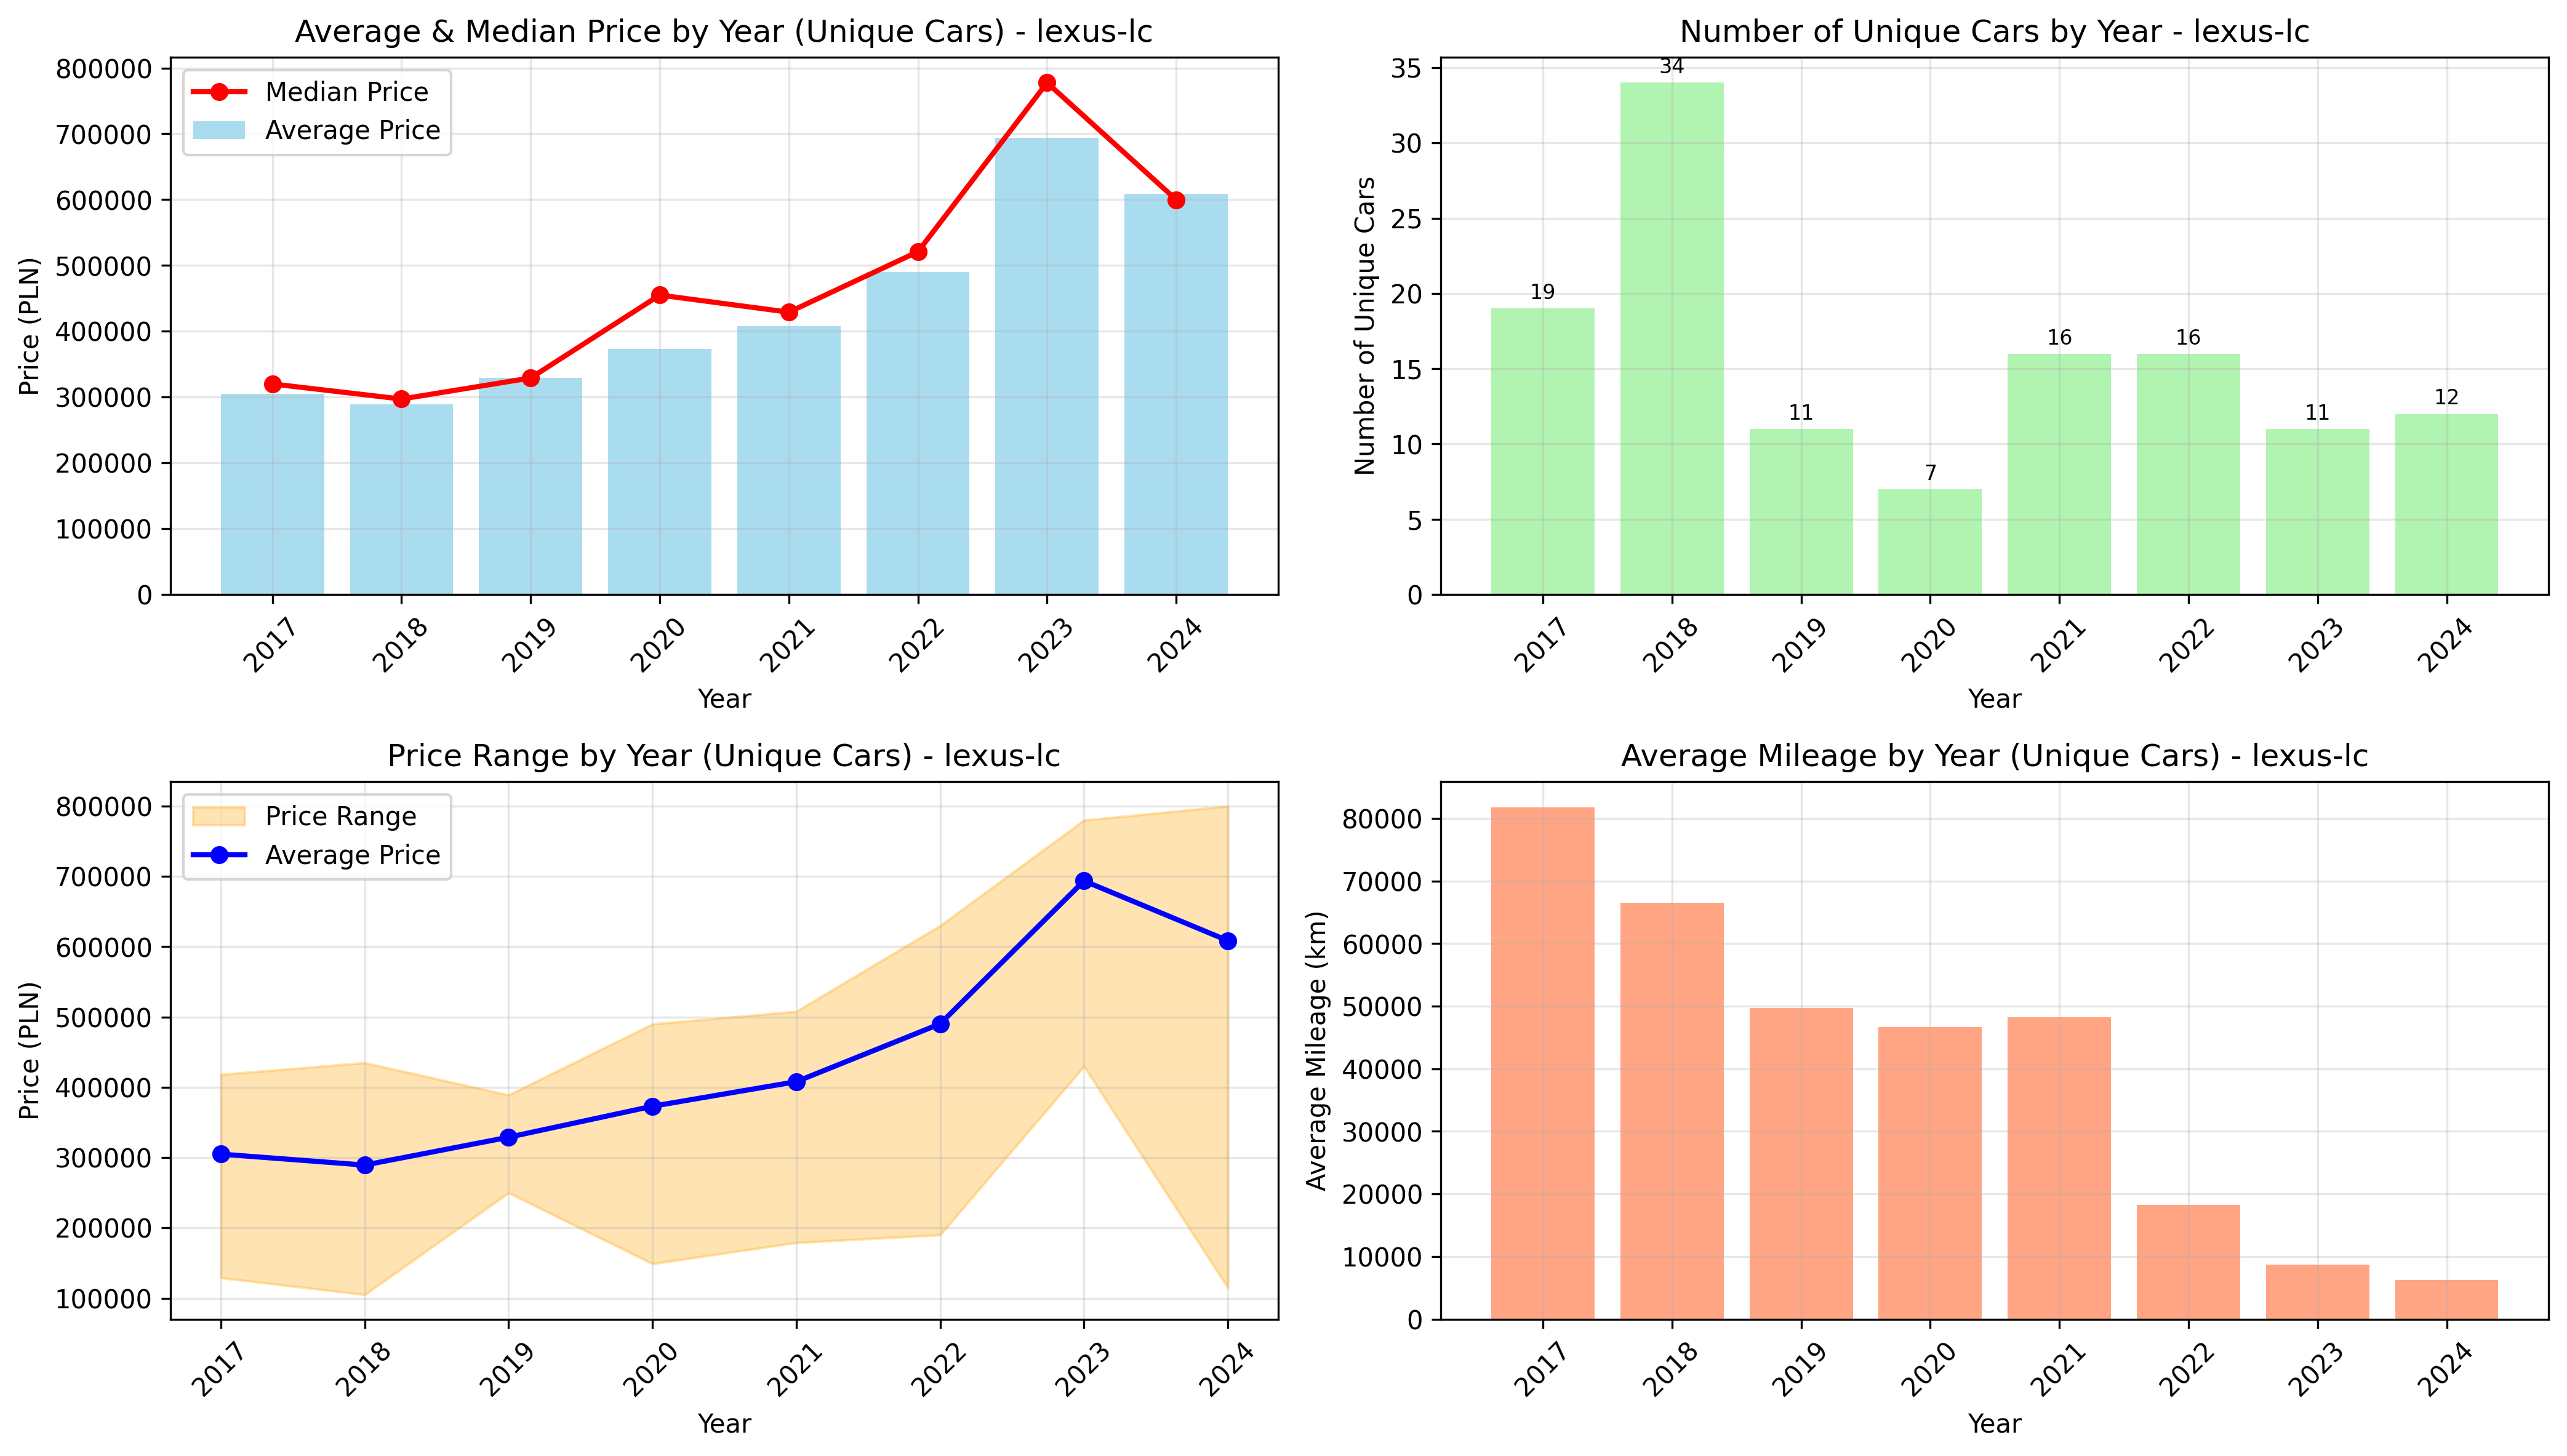 Average & Median Price by Year (Unique Cars) - lexus-lc
Median Price
Average Price
Price (PLN)
800000
700000
600000
500000
400000
300000
200000
100000
0
2017 2018 2019 2020 2021 2022 2023 2024
Year
Number of Unique Cars by Year - lexus-lc
Number of Unique Cars
35
30
25
20
15
10
5
0
19 34 11 7 16 16 11 12
2017 2018 2019 2020 2021 2022 2023 2024
Year
Price Range by Year (Unique Cars) - lexus-lc
Price Range
Average Price
Price (PLN)
800000
700000
600000
500000
400000
300000
200000
100000
2017 2018 2019 2020 2021 2022 2023 2024
Year
Average Mileage by Year (Unique Cars) - lexus-lc
Average Mileage (km)
80000
70000
60000
50000
40000
30000
20000
10000
0
2017 2018 2019 2020 2021 2022 2023 2024
Year